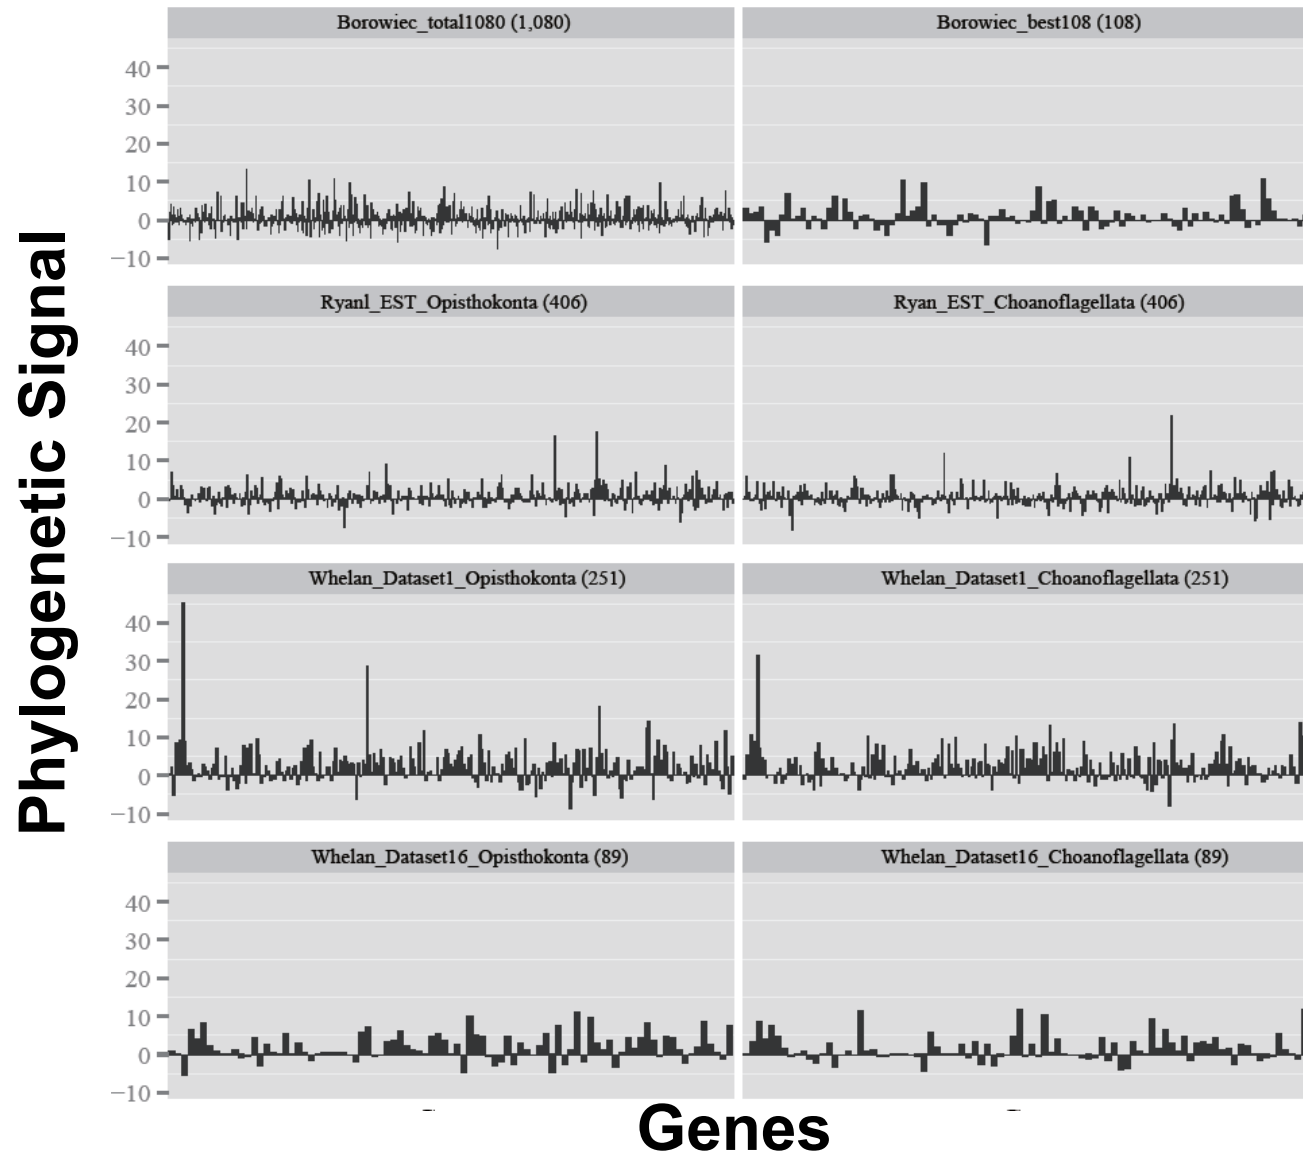 Borowiec_total1080 (1,080)
Borowiec_best108 (108)
40
30
20
10
0
−10
Ryanl_EST_Opisthokonta (406)
Ryan_EST_Choanoflagellata (406)
40
30
20
10
0
−10
Whelan_Dataset1_Opisthokonta (251)
Whelan_Dataset1_Choanoflagellata (251)
40
30
20
10
0
−10
Whelan_Dataset16_Opisthokonta (89)
Whelan_Dataset16_Choanoflagellata (89)
40
30
20
10
0
−10
Phylogenetic Signal
Genes